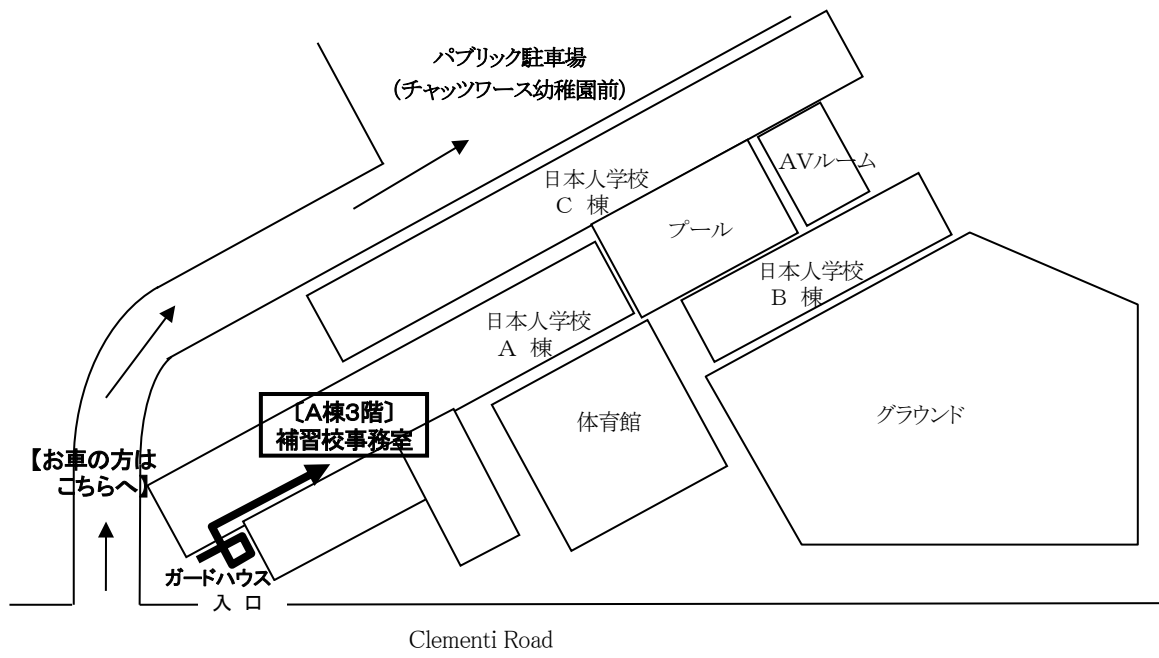 パブリック駐車場
（チャッツワース幼稚園前）
AVルーム
日本人学校
C 棟
プール
日本人学校
B 棟
日本人学校
A 棟
〔A棟3階〕
補習校事務室
体育館
グラウンド
【お車の方は
こちらへ】
ガードハウス
入 口
Clementi Road